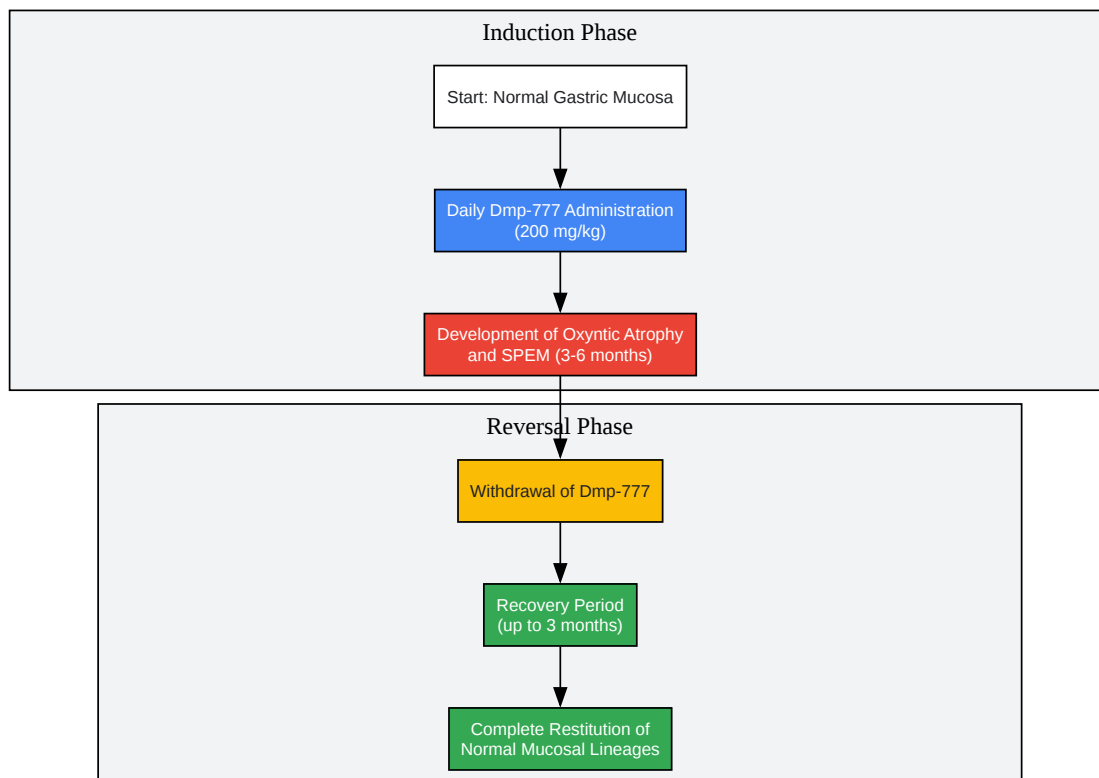 Induction Phase
Start: Normal Gastric Mucosa
Daily Dmp-777 Administration
(200 mg/kg)
Development of Oxyntic Atrophy
and SPEM (3-6 months)
Reversal Phase
Withdrawal of Dmp-777
Recovery Period
(up to 3 months)
Complete Restitution of
Normal Mucosal Lineages